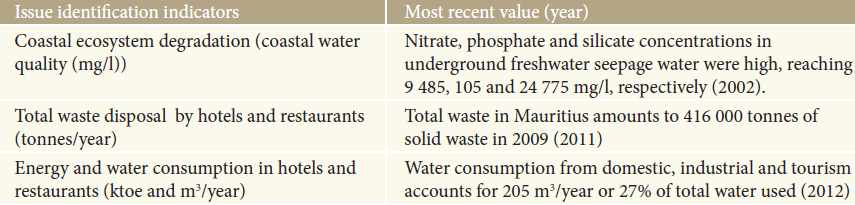 Issue identification indicators
Most recent value (year)
Coastal ecosystem degradation (coastal water
quality (mg/l))
Nitrate, phosphate and silicate concentrations in
underground freshwater seepage water were high, reaching
9 485, 105 and 24 775 mg/l, respectively (2002).
Total waste disposal by hotels and restaurants
(tonnes/year)
Total waste in Mauritius amounts to 416 000 tonnes of
solid waste in 2009 (2011)
Energy and water consumption in hotels and
restaurants (ktoe and m³/year)
Water consumption from domestic, industrial and tourism
accounts for 205 m³/year or 27% of total water used (2012)